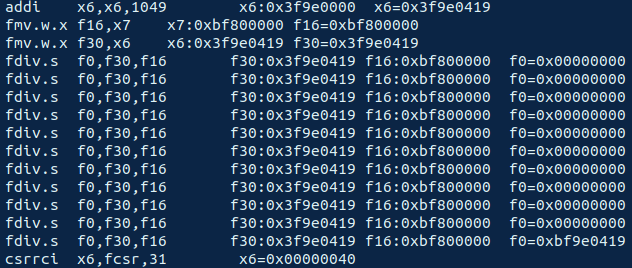 addi x6,x6,1049 x6:0x3f9e0000 x6=0x3f9e0419
fmv.w.x f16,x7 x7:0xbf800000 f16=0xbf800000
fmv.w.x f30,x6 x6:0x3f9e0419 f30=0x3f9e0419
fdiv.s f0,f30,f16 f30:0x3f9e0419 f16:0xbf800000 f0=0x00000000
fdiv.s f0,f30,f16 f30:0x3f9e0419 f16:0xbf800000 f0=0x00000000
fdiv.s f0,f30,f16 f30:0x3f9e0419 f16:0xbf800000 f0=0x00000000
fdiv.s f0,f30,f16 f30:0x3f9e0419 f16:0xbf800000 f0=0x00000000
fdiv.s f0,f30,f16 f30:0x3f9e0419 f16:0xbf800000 f0=0x00000000
fdiv.s f0,f30,f16 f30:0x3f9e0419 f16:0xbf800000 f0=0x00000000
fdiv.s f0,f30,f16 f30:0x3f9e0419 f16:0xbf800000 f0=0x00000000
fdiv.s f0,f30,f16 f30:0x3f9e0419 f16:0xbf800000 f0=0x00000000
fdiv.s f0,f30,f16 f30:0x3f9e0419 f16:0xbf800000 f0=0x00000000
fdiv.s f0,f30,f16 f30:0x3f9e0419 f16:0xbf800000 f0=0x00000000
fdiv.s f0,f30,f16 f30:0x3f9e0419 f16:0xbf800000 f0=0xbf9e0419
csrrci x6,fcsr,31 x6=0x00000040